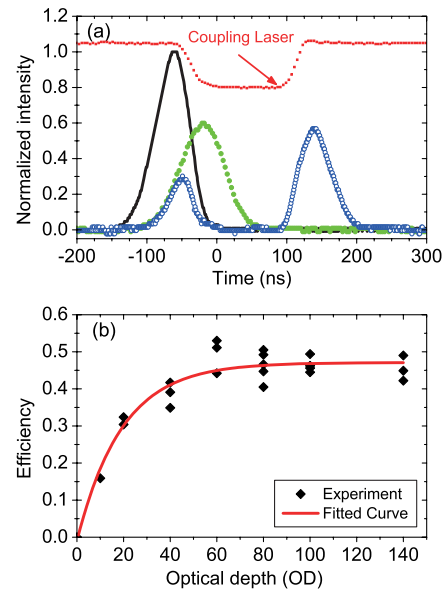 (a)
Coupling Laser
Normalized intensity
1.2
1.0
0.8
0.6
0.4
0.2
0.0
-200 -100 0 100 200 300
Time (ns)
(b)
Efficiency
0.6
0.5
0.4
0.3
0.2
0.1
0.0
0 20 40 60 80 100 120 140
Optical depth (OD)
Experiment
Fitted Curve